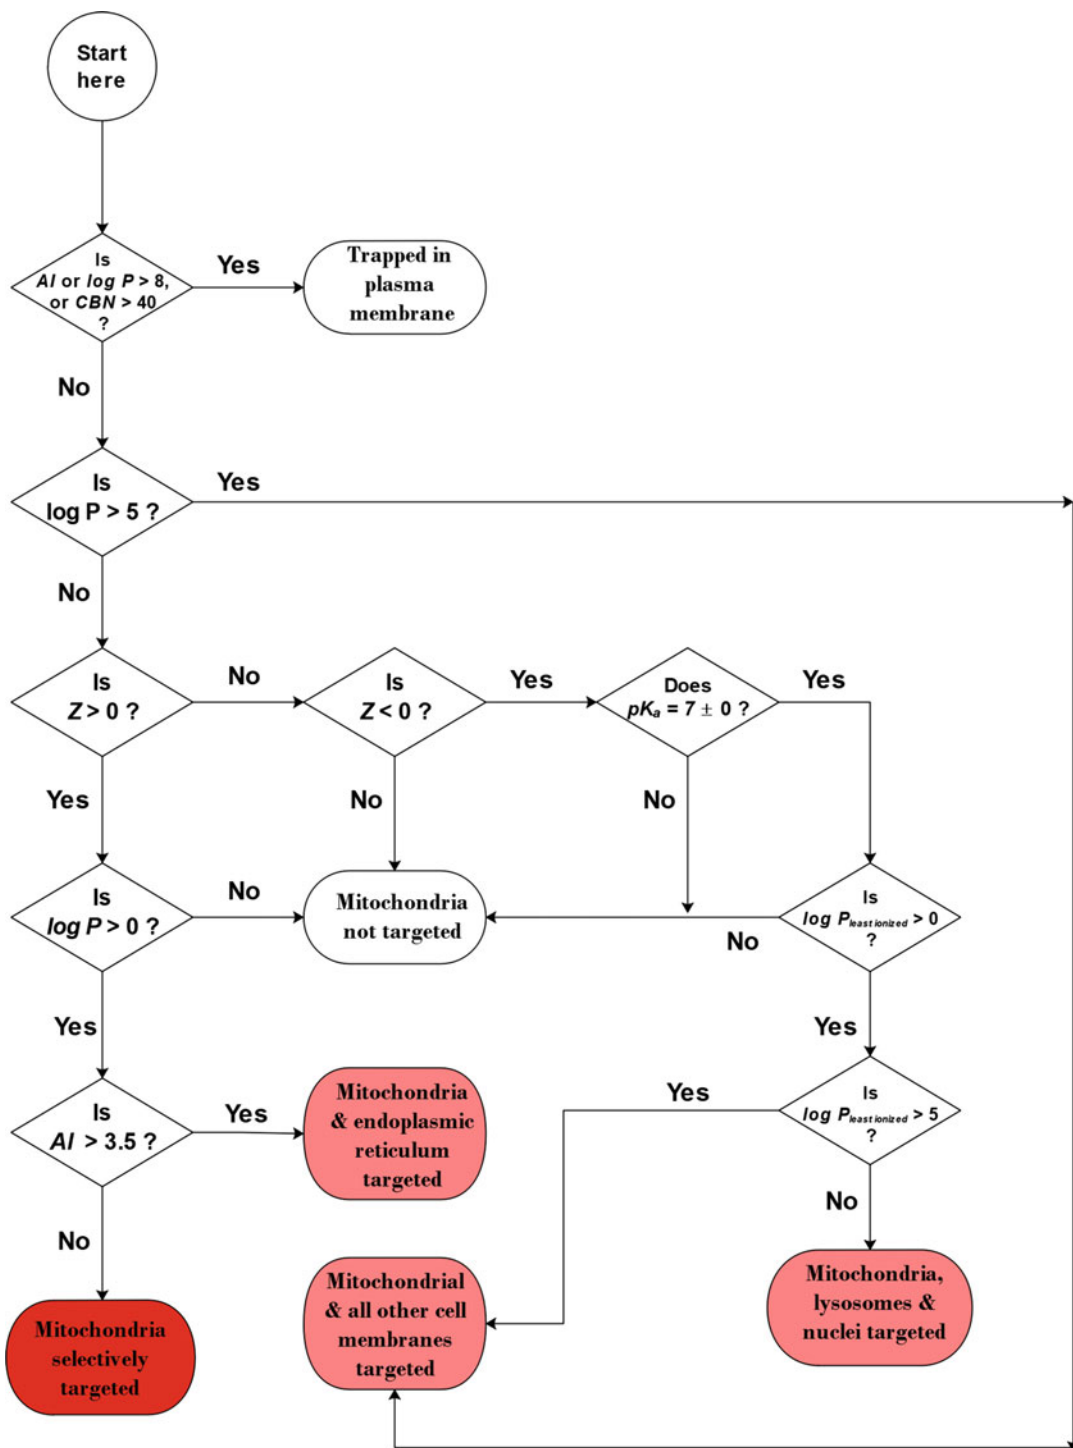 Start
here
Is
AI or log P > 8,
or CBN > 40
?
Yes
Trapped in
plasma
membrane
No
Is
log P > 5 ?
Yes
No
Is
Z > 0 ?
No
Is
Z < 0 ?
Yes
Does
pKa = 7 ± 0 ?
Yes
Yes
No
No
Is
log P > 0 ?
No
Mitochondria
not targeted
No
Is
log Pleast ionized > 0
?
Yes
Yes
Is
AI > 3.5 ?
Yes
Mitochondria
& endoplasmic
reticulum
targeted
Yes
Is
log Pleast ionized > 5
?
No
No
Mitochondria
selectively
targeted
Mitochondrial
& all other cell
membranes
targeted
Mitochondria,
lysosomes &
nuclei targeted